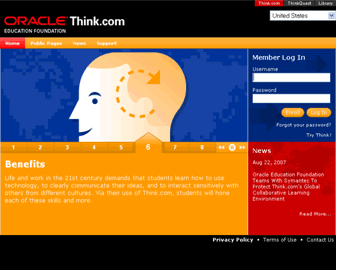 Think.com ThinkQuest Library
ORACLE Think.com
EDUCATION FOUNDATION
United States
Home Public Pages News Support
Member Log In
Username
Password
Enroll Log In
Forgot your password?
Try Think!
1 2 3 4 5 6 7 8
Benefits
Life and work in the 21st century demands that students learn how to use
technology, to clearly communicate their ideas, and to interact sensitively with
others from different cultures. Via their use of Think.com, students will hone
each of these skills and more.
News
Aug 22, 2007
Oracle Education Foundation
Teams With Symantec To
Protect Think.com's Global
Collaborative Learning
Environment
Read More...
Privacy Policy • Terms of Use • Contact Us